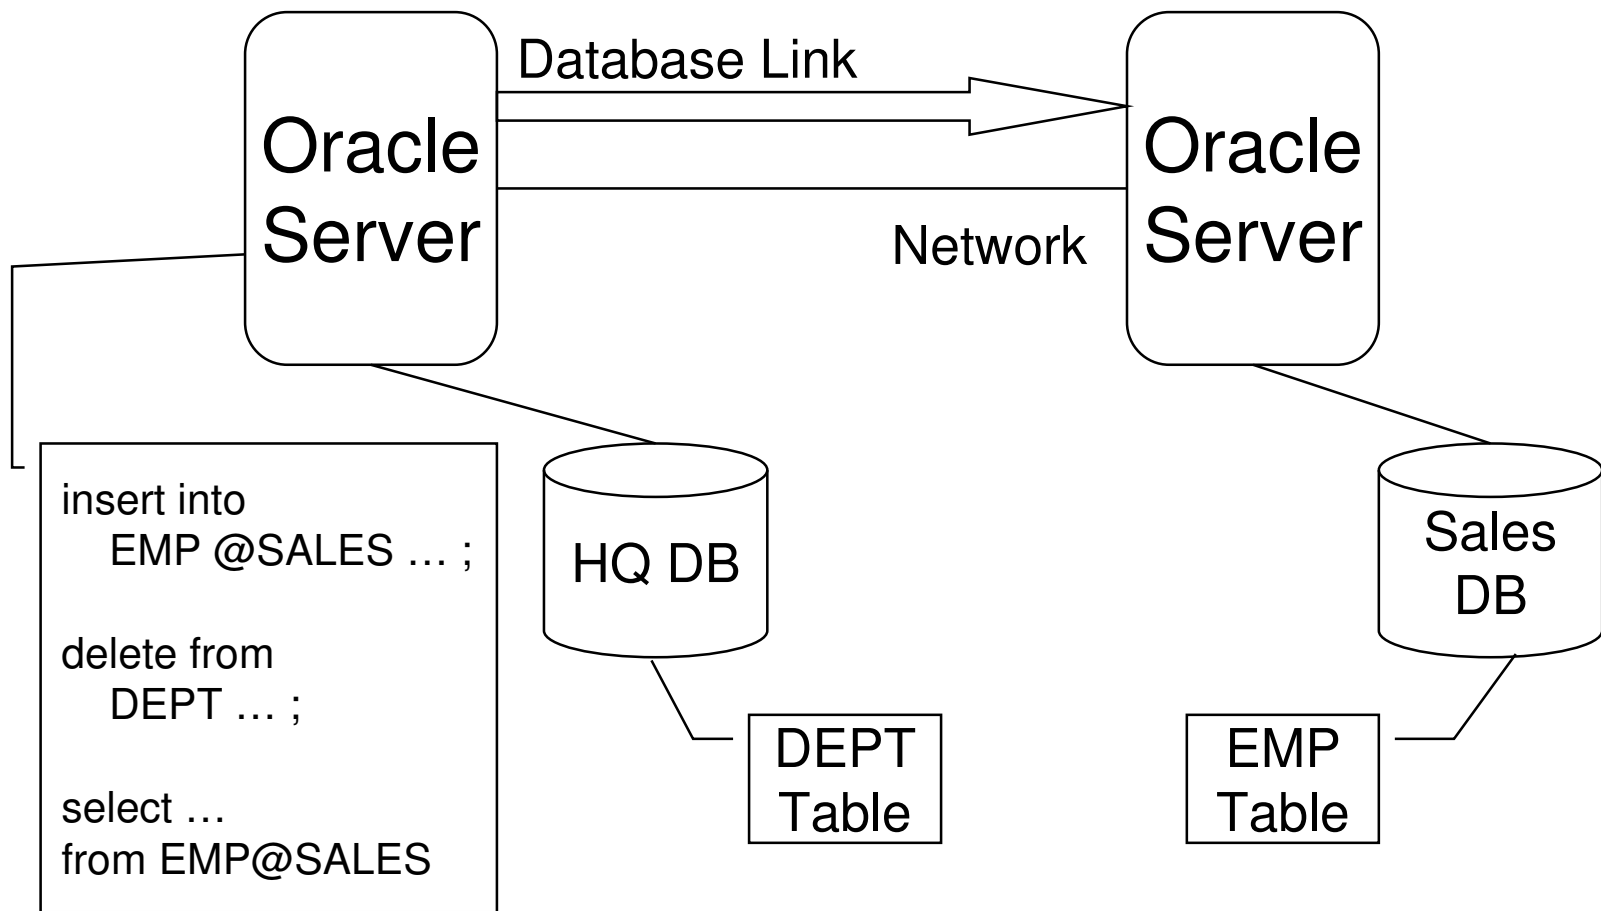 Database Link
Oracle
Server
Oracle
Server
Network
insert into
EMP @SALES … ;
delete from
DEPT … ;
select …
from EMP@SALES
HQ DB
Sales
DB
DEPT
Table
EMP
Table